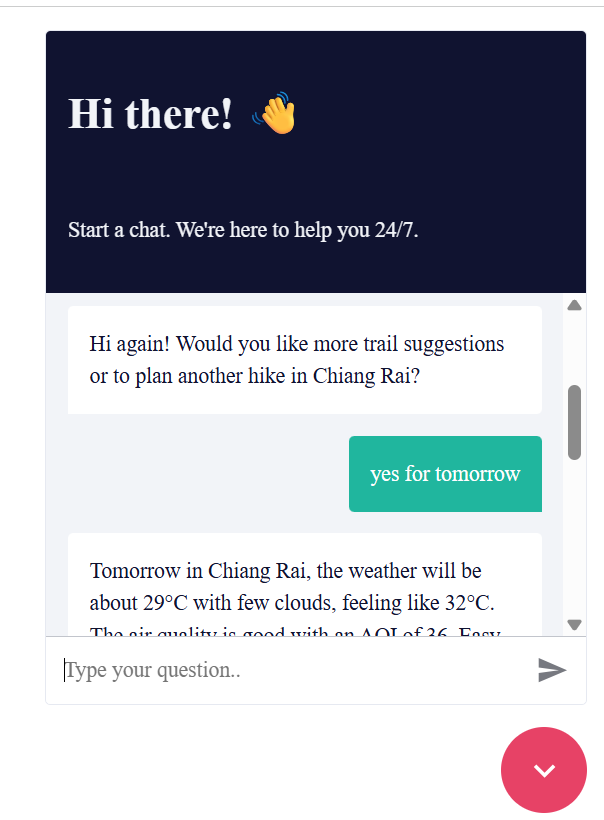 Hi there! 👋
Start a chat. We're here to help you 24/7.
Hi again! Would you like more trail suggestions
or to plan another hike in Chiang Rai?
yes for tomorrow
Tomorrow in Chiang Rai, the weather will be
about 29°C with few clouds, feeling like 32°C.
The air quality is good with an AQI of 36. Easy
Type your question..